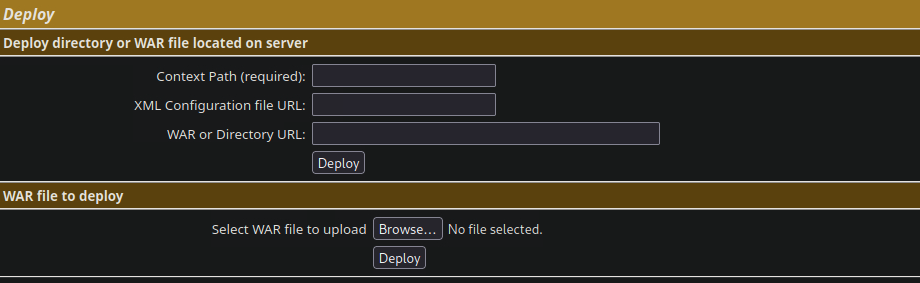 Deploy
Deploy directory or WAR file located on server
Context Path (required):
XML Configuration file URL:
WAR or Directory URL:
Deploy
WAR file to deploy
Select WAR file to upload Browse... No file selected.
Deploy